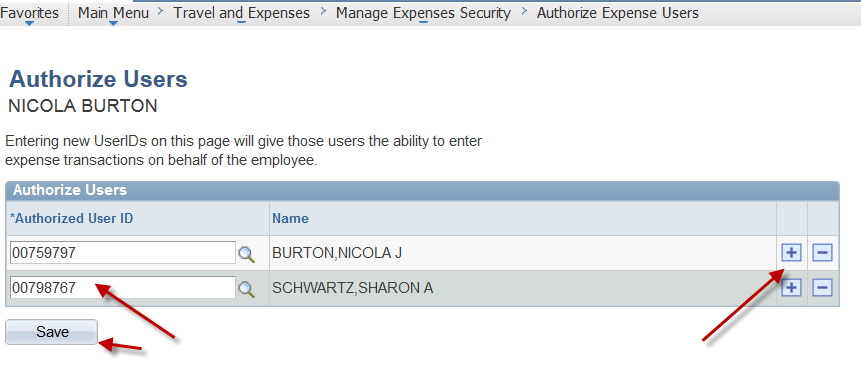 Favorites Main Menu > Travel and Expenses > Manage Expenses Security > Authorize Expense Users
Authorize Users
NICOLA BURTON
Entering new UserIDs on this page will give those users the ability to enter
expense transactions on behalf of the employee.
Authorize Users
*Authorized User ID Name
00759797 BURTON,NICOLA J + −
00798767 SCHWARTZ,SHARON A + −
Save